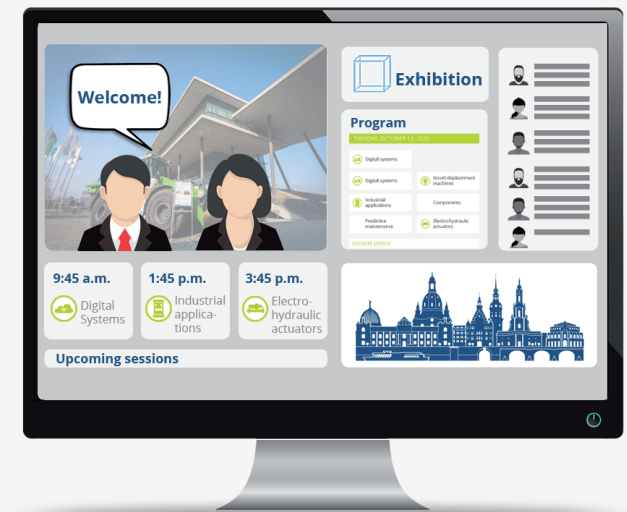 Welcome!
Exhibition
Program
TUESDAY, OCTOBER 13, 2020
Digital systems
Digital systems
Novel displacement
machines
Industrial
applications
Components
Predictive
maintenance
Electro-hydraulic
actuators
KEYNOTE SPEECH
9:45 a.m.
Digital
Systems
1:45 p.m.
Industrial
applica-
tions
3:45 p.m.
Electro-
hydraulic
actuators
Upcoming sessions